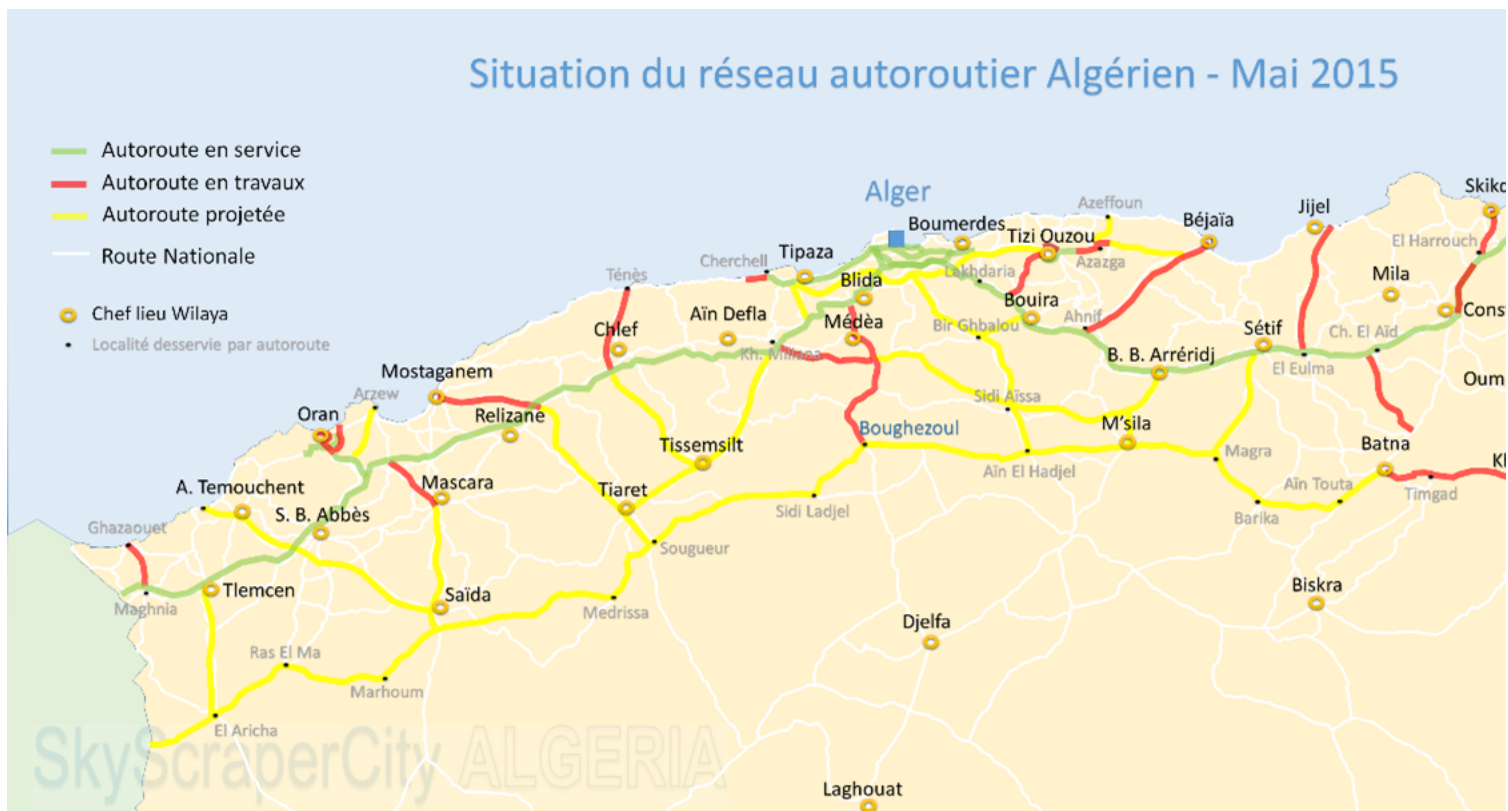 Situation du réseau autoroutier Algérien - Mai 2015
Autoroute en service
Autoroute en travaux
Autoroute projetée
Route Nationale
Chef lieu Wilaya
Localité desservie par autoroute
Alger
Azeffoun
Skikd
Jijel
Béjaïa
Boumerdes
Tizi Ouzou
El Harrouch
Azazga
Tipaza
Cherchell
Lakhdaria
Mila
Ténès
Blida
Bouira
Const
Ahnif
Aïn Defla
Médèa
Bir Ghbalou
Sétif
Ch. El Aïd
Chlef
Kh. Miliana
B. B. Arréridj
El Eulma
Oum
Mostaganem
Arzew
Sidi Aïssa
Oran
Relizane
Boughezoul
M'sila
Tissemsilt
Batna
Kh
Magra
Aïn El Hadjel
A. Temouchent
Mascara
Tiaret
Aïn Touta
Timgad
S. B. Abbès
Sidi Ladjel
Barika
Ghazaouet
Sougueur
Tlemcen
Saïda
Biskra
Maghnia
Medrissa
Djelfa
Ras El Ma
Marhoum
El Aricha
SkyScraperCity ALGERIA
Laghouat